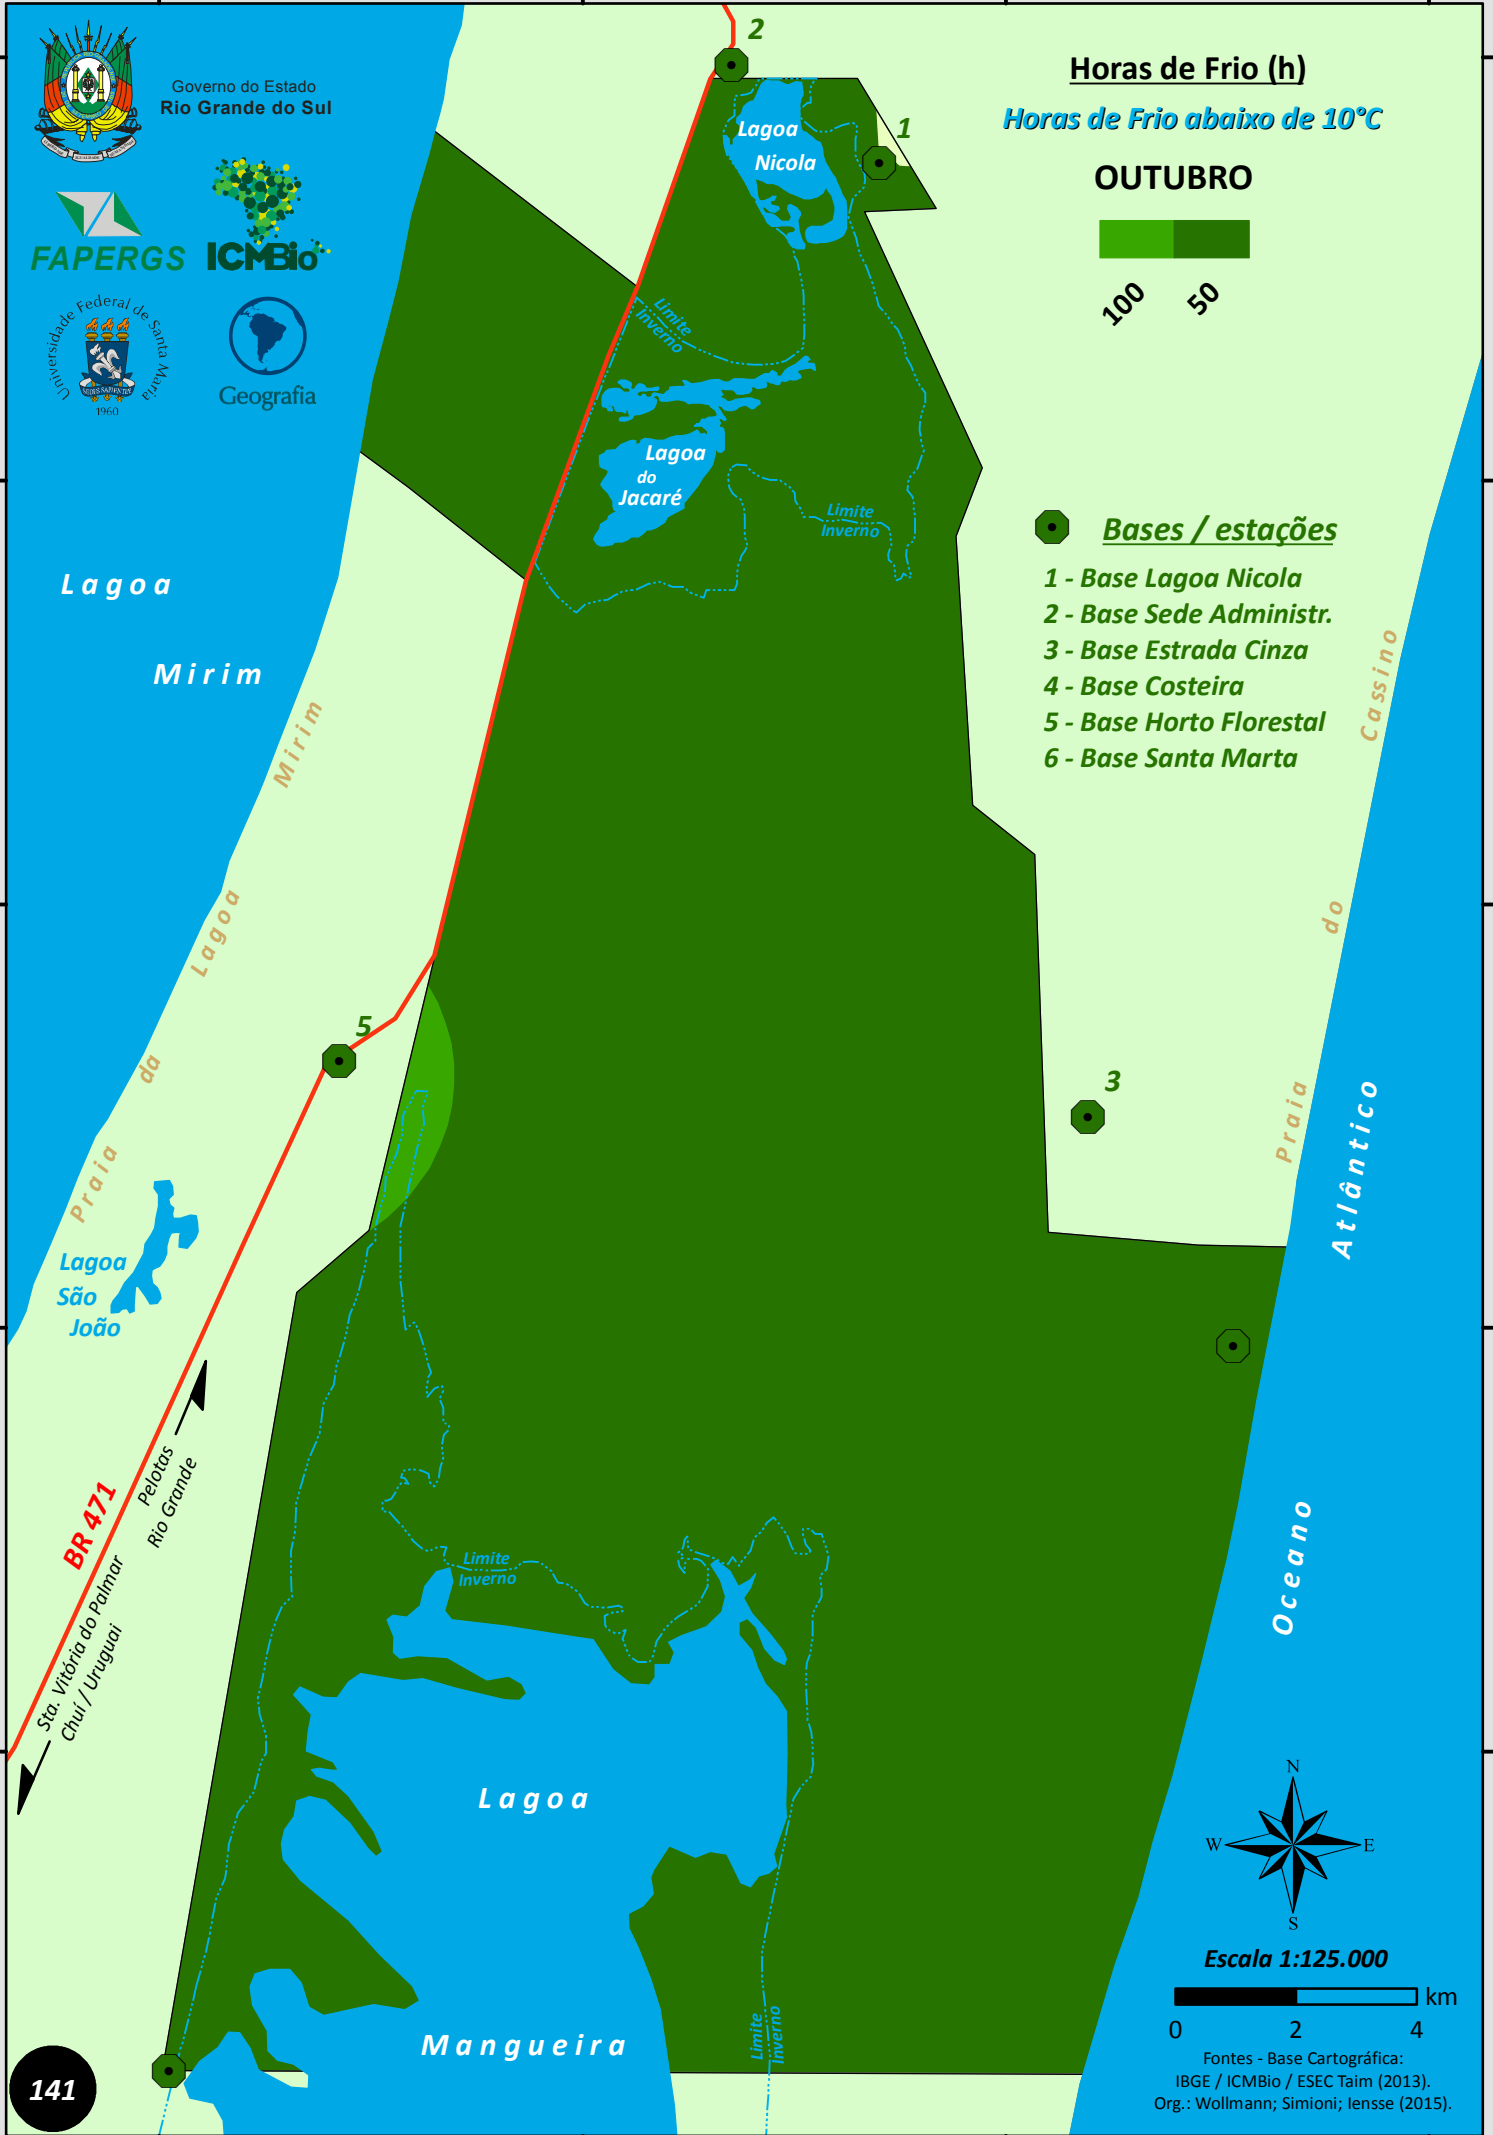 Governo do Estado
Rio Grande do Sul
FAPERGS
ICMBio
Universidade Federal de Santa Maria
SEDES SAPIENTIAE
1960
Geografia
Horas de Frio (h)
Horas de Frio abaixo de 10°C
OUTUBRO
100
50
Bases / estações
1 - Base Lagoa Nicola
2 - Base Sede Administr.
3 - Base Estrada Cinza
4 - Base Costeira
5 - Base Horto Florestal
6 - Base Santa Marta
2
1
Lagoa
Nicola
Limite
Inverno
Lagoa
do
Jacaré
Limite
Inverno
Lagoa
Mirim
Praia da Lagoa Mirim
Praia do Cassino
5
3
Lagoa
São
João
Oceano Atlântico
BR 471
Pelotas
Rio Grande
Sta. Vitória do Palmar
Chuí / Uruguai
Limite
Inverno
Lagoa
Mangueira
Limite
Inverno
N
W
E
S
Escala 1:125.000
km
0 2 4
Fontes - Base Cartográfica:
IBGE / ICMBio / ESEC Taim (2013).
Org.: Wollmann; Simioni; Iensse (2015).
141